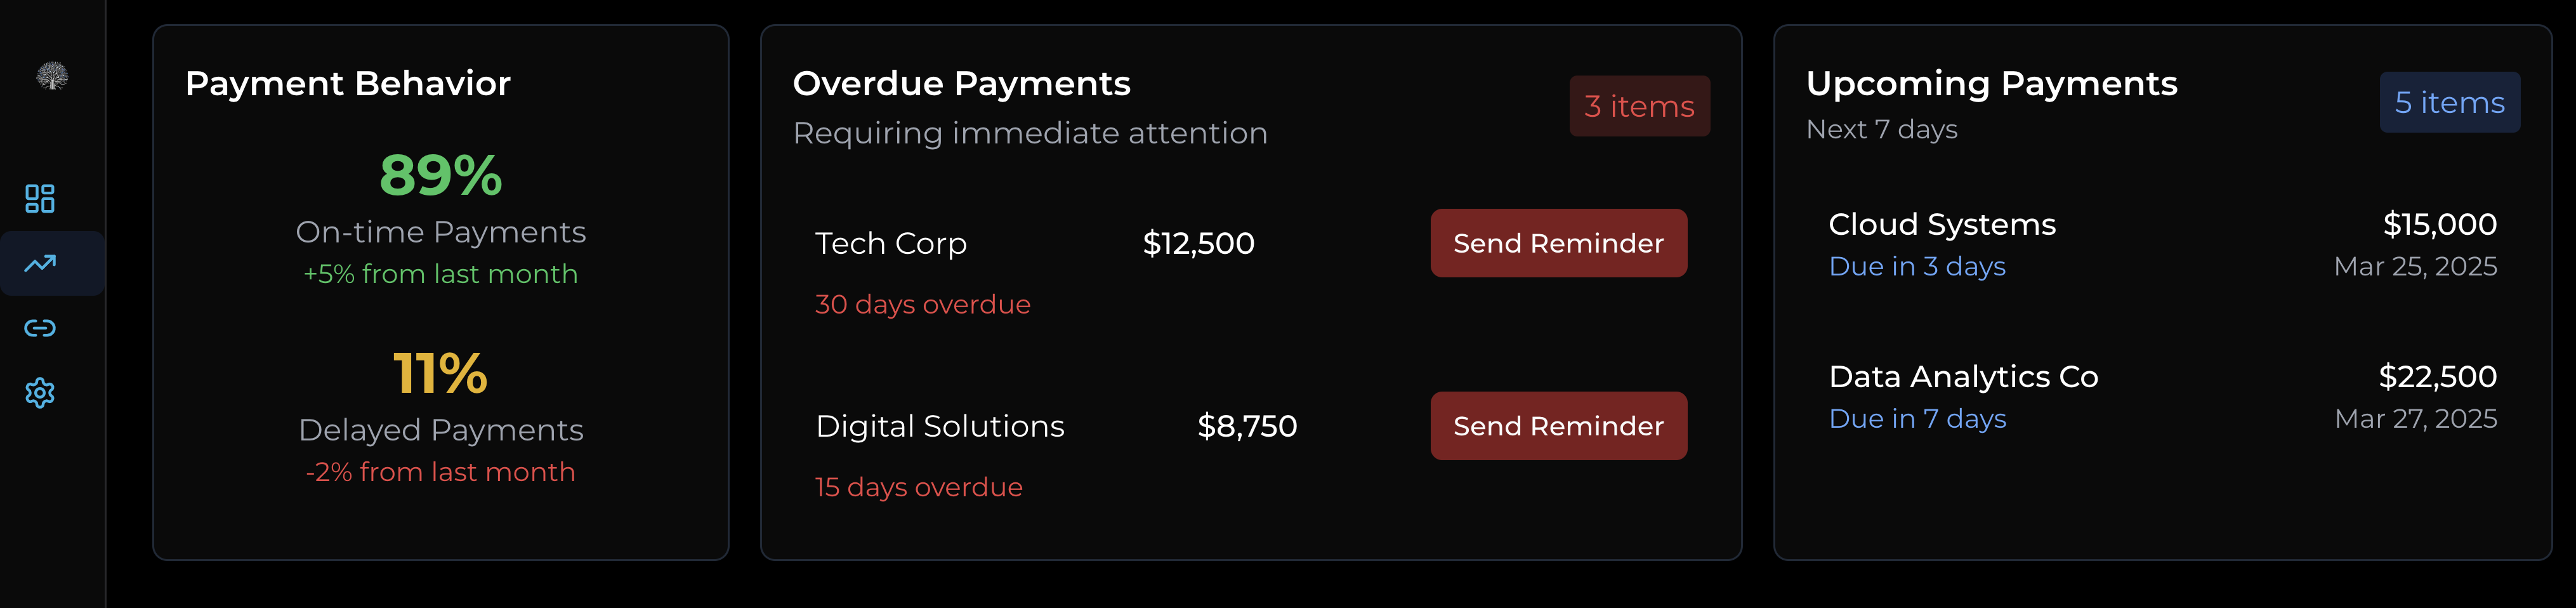 Payment Behavior
89%
On-time Payments
+5% from last month
11%
Delayed Payments
-2% from last month
Overdue Payments
Requiring immediate attention
3 items
Tech Corp $12,500 Send Reminder
30 days overdue
Digital Solutions $8,750 Send Reminder
15 days overdue
Upcoming Payments
Next 7 days
5 items
Cloud Systems $15,000
Due in 3 days Mar 25, 2025
Data Analytics Co $22,500
Due in 7 days Mar 27, 2025